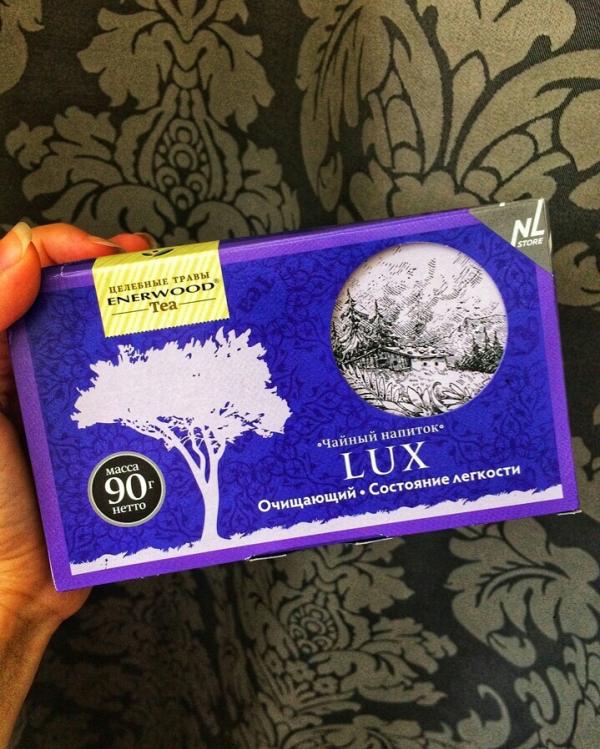 NL
STORE
ЦЕЛЕБНЫЕ ТРАВЫ
ENERWOOD®
Tea
•Чайный напиток•
LUX
Очищающий • Состояние легкости
масса
90г
нетто